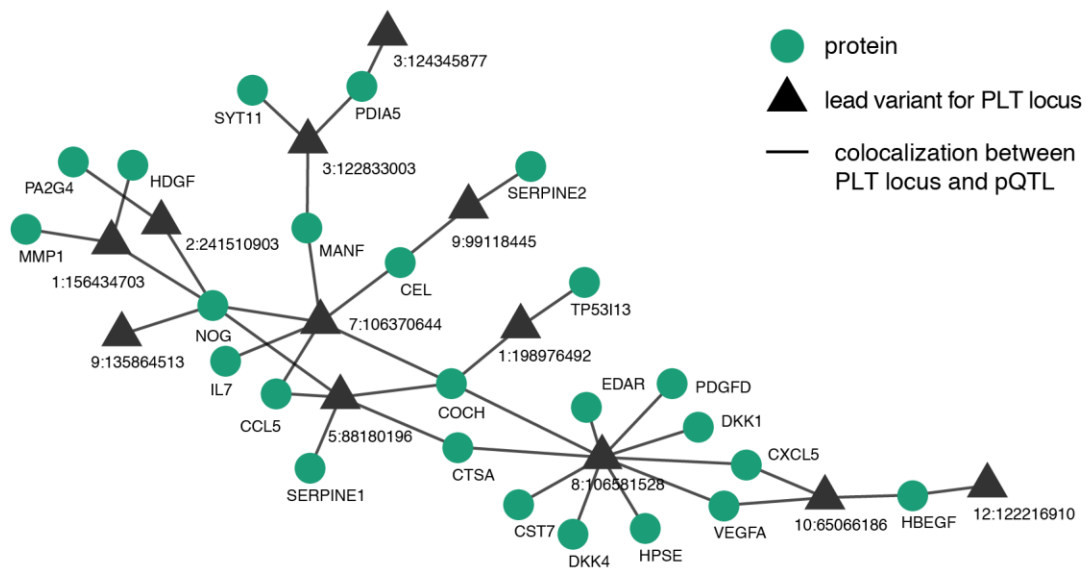 3:124345877
protein
SYT11
PDIA5
lead variant for PLT locus
3:122833003
colocalization between
PLT locus and pQTL
PA2G4
HDGF
SERPINE2
2:241510903
MANF
9:99118445
MMP1
1:156434703
CEL
TP53I13
NOG
7:106370644
9:135864513
1:198976492
IL7
EDAR
PDGFD
CCL5
COCH
DKK1
5:88180196
CXCL5
CTSA
8:106581528
SERPINE1
12:122216910
CST7
VEGFA
10:65066186
HBEGF
DKK4
HPSE